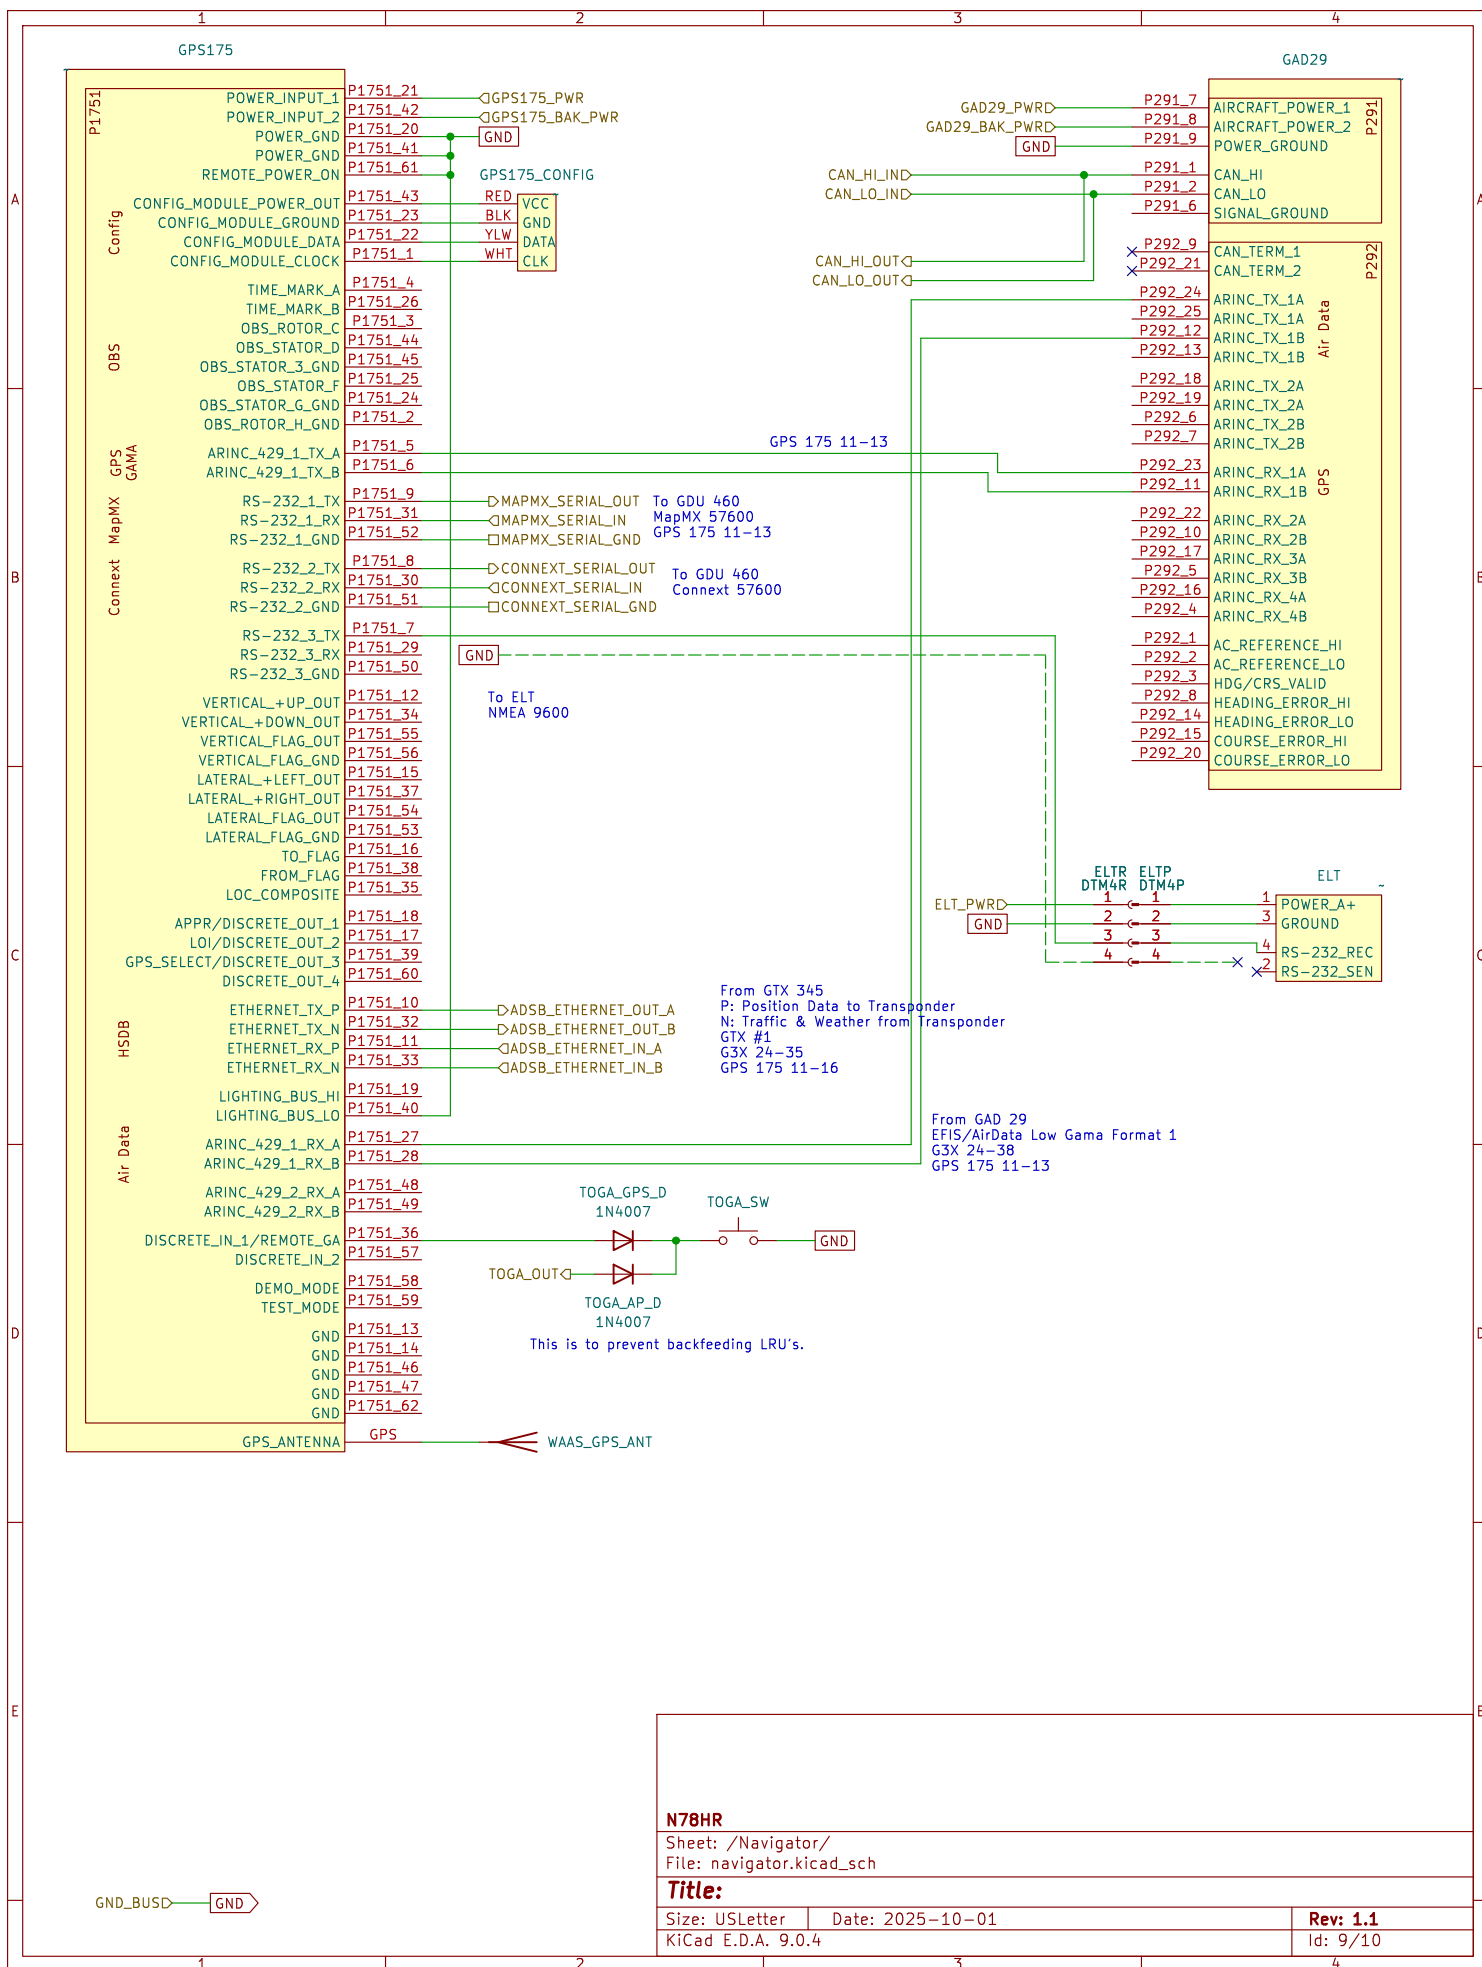 1 2 3 4
GPS175
P1751
POWER_INPUT_1 P1751_21 GPS175_PWR
POWER_INPUT_2 P1751_42 GPS175_BAK_PWR
POWER_GND P1751_20 GND
POWER_GND P1751_41
REMOTE_POWER_ON P1751_61
GPS175_CONFIG
Config
CONFIG_MODULE_POWER_OUT P1751_43 RED VCC
CONFIG_MODULE_GROUND P1751_23 BLK GND
CONFIG_MODULE_DATA P1751_22 YLW DATA
CONFIG_MODULE_CLOCK P1751_1 WHT CLK
TIME_MARK_A P1751_4
TIME_MARK_B P1751_26
OBS
OBS_ROTOR_C P1751_3
OBS_STATOR_D P1751_44
OBS_STATOR_3_GND P1751_45
OBS_STATOR_F P1751_25
OBS_STATOR_G_GND P1751_24
OBS_ROTOR_H_GND P1751_2
GPS
GAMA
ARINC_429_1_TX_A P1751_5
ARINC_429_1_TX_B P1751_6
GPS 175 11-13
MapMX
RS-232_1_TX P1751_9 MAPMX_SERIAL_OUT
RS-232_1_RX P1751_31 MAPMX_SERIAL_IN
RS-232_1_GND P1751_52 MAPMX_SERIAL_GND
To GDU 460
MapMX 57600
GPS 175 11-13
Connext
RS-232_2_TX P1751_8 CONNEXT_SERIAL_OUT
RS-232_2_RX P1751_30 CONNEXT_SERIAL_IN
RS-232_2_GND P1751_51 CONNEXT_SERIAL_GND
To GDU 460
Connext 57600
RS-232_3_TX P1751_7
RS-232_3_RX P1751_29 GND
RS-232_3_GND P1751_50
To ELT
NMEA 9600
VERTICAL_+UP_OUT P1751_12
VERTICAL_+DOWN_OUT P1751_34
VERTICAL_FLAG_OUT P1751_55
VERTICAL_FLAG_GND P1751_56
LATERAL_+LEFT_OUT P1751_15
LATERAL_+RIGHT_OUT P1751_37
LATERAL_FLAG_OUT P1751_54
LATERAL_FLAG_GND P1751_53
TO_FLAG P1751_16
FROM_FLAG P1751_38
LOC_COMPOSITE P1751_35
APPR/DISCRETE_OUT_1 P1751_18
LOI/DISCRETE_OUT_2 P1751_17
GPS_SELECT/DISCRETE_OUT_3 P1751_39
DISCRETE_OUT_4 P1751_60
HSDB
ETHERNET_TX_P P1751_10 ADSB_ETHERNET_OUT_A
ETHERNET_TX_N P1751_32 ADSB_ETHERNET_OUT_B
ETHERNET_RX_P P1751_11 ADSB_ETHERNET_IN_A
ETHERNET_RX_N P1751_33 ADSB_ETHERNET_IN_B
From GTX 345
P: Position Data to Transponder
N: Traffic & Weather from Transponder
GTX #1
G3X 24-35
GPS 175 11-16
LIGHTING_BUS_HI P1751_19
LIGHTING_BUS_LO P1751_40
Air Data
ARINC_429_1_RX_A P1751_27
ARINC_429_1_RX_B P1751_28
From GAD 29
EFIS/AirData Low Gama Format 1
G3X 24-38
GPS 175 11-13
ARINC_429_2_RX_A P1751_48
ARINC_429_2_RX_B P1751_49
DISCRETE_IN_1/REMOTE_GA P1751_36
DISCRETE_IN_2 P1751_57
TOGA_GPS_D
1N4007
TOGA_SW
GND
TOGA_OUT
TOGA_AP_D
1N4007
This is to prevent backfeeding LRU's.
DEMO_MODE P1751_58
TEST_MODE P1751_59
GND P1751_13
GND P1751_14
GND P1751_46
GND P1751_47
GND P1751_62
GPS_ANTENNA GPS WAAS_GPS_ANT
GAD29
P291
GAD29_PWR P291_7 AIRCRAFT_POWER_1
GAD29_BAK_PWR P291_8 AIRCRAFT_POWER_2
GND P291_9 POWER_GROUND
CAN_HI_IN P291_1 CAN_HI
CAN_LO_IN P291_2 CAN_LO
P291_6 SIGNAL_GROUND
P292
P292_9 CAN_TERM_1
CAN_HI_OUT P292_21 CAN_TERM_2
CAN_LO_OUT
Air Data
P292_24 ARINC_TX_1A
P292_25 ARINC_TX_1A
P292_12 ARINC_TX_1B
P292_13 ARINC_TX_1B
P292_18 ARINC_TX_2A
P292_19 ARINC_TX_2A
P292_6 ARINC_TX_2B
P292_7 ARINC_TX_2B
GPS
P292_23 ARINC_RX_1A
P292_11 ARINC_RX_1B
P292_22 ARINC_RX_2A
P292_10 ARINC_RX_2B
P292_17 ARINC_RX_3A
P292_5 ARINC_RX_3B
P292_16 ARINC_RX_4A
P292_4 ARINC_RX_4B
P292_1 AC_REFERENCE_HI
P292_2 AC_REFERENCE_LO
P292_3 HDG/CRS_VALID
P292_8 HEADING_ERROR_HI
P292_14 HEADING_ERROR_LO
P292_15 COURSE_ERROR_HI
P292_20 COURSE_ERROR_LO
ELTR ELTP ELT
DTM4R DTM4P ~
ELT_PWR 1 1 1 POWER_A+
GND 2 2 3 GROUND
3 3 4 RS-232_REC
4 4 2 RS-232_SEN
A A
B B
C C
D D
E E
N78HR
Sheet: /Navigator/
File: navigator.kicad_sch
Title:
Size: USLetter Date: 2025-10-01 Rev: 1.1
KiCad E.D.A. 9.0.4 Id: 9/10
GND_BUS GND
1 2 3 4